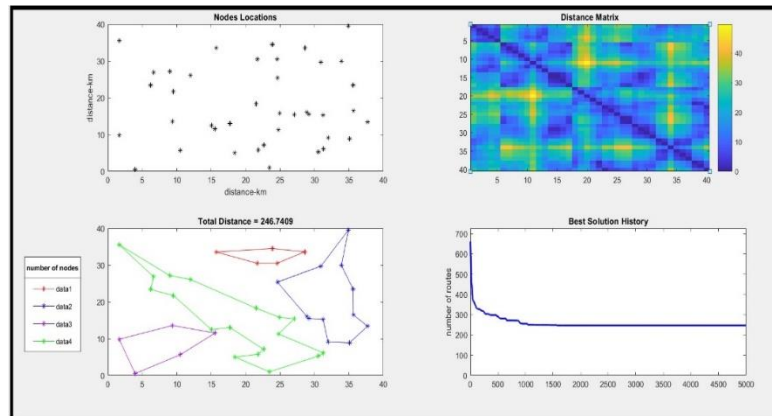 Nodes Locations
distance-km
40
30
20
10
0
0 5 10 15 20 25 30 35 40
distance-km
Distance Matrix
5
10
15
20
25
30
35
40
5 10 15 20 25 30 35 40
40
30
20
10
0
Total Distance = 246.7409
number of nodes
data1
data2
data3
data4
40
30
20
10
0
0 5 10 15 20 25 30 35 40
Best Solution History
number of routes
700
600
500
400
300
200
100
0
0 500 1000 1500 2000 2500 3000 3500 4000 4500 5000